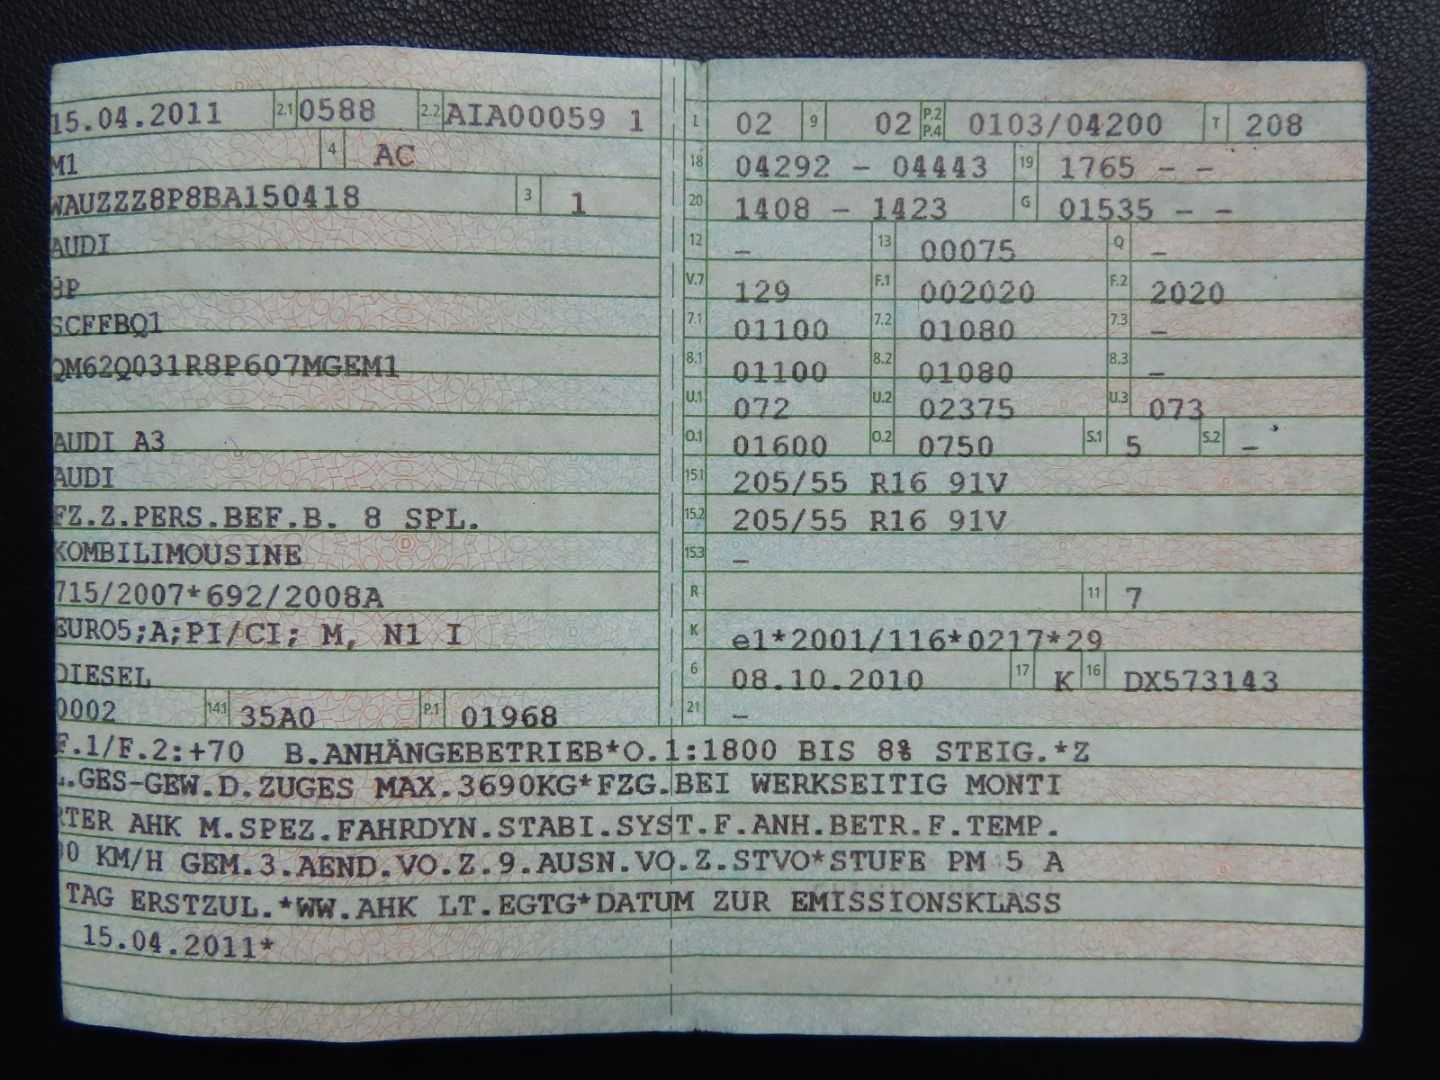 15.04.2011 2.1 0588 2.2 AIA00059 1
M1 4 AC
WAUZZZ8P8BA150418 3 1
AUDI
8P
SCFFBQ1
QM62Q031R8P607MGEM1
AUDI A3
AUDI
FZ.Z.PERS.BEF.B. 8 SPL.
KOMBILIMOUSINE
715/2007*692/2008A
EURO5;A;PI/CI; M, N1 I
DIESEL
0002 14.1 35A0 P.1 01968
L 02 9 02 P.2 P.4 0103/04200 T 208
18 04292 - 04443 19 1765 - -
20 1408 - 1423 G 01535 - -
12 - 13 00075 Q -
V.7 129 F.1 002020 F.2 2020
7.1 01100 7.2 01080 7.3 -
8.1 01100 8.2 01080 8.3 -
U.1 072 U.2 02375 U.3 073
O.1 01600 O.2 0750 S.1 5 S.2 -
15.1 205/55 R16 91V
15.2 205/55 R16 91V
15.3 -
R 11 7
K e1*2001/116*0217*29
6 08.10.2010 17 K 16 DX573143
21 -
F.1/F.2:+70 B.ANHÄNGEBETRIEB*O.1:1800 BIS 8% STEIG.*Z
L.GES-GEW.D.ZUGES MAX.3690KG*FZG.BEI WERKSEITIG MONTI
RTER AHK M.SPEZ.FAHRDYN.STABI.SYST.F.ANH.BETR.F.TEMP.
00 KM/H GEM.3.AEND.VO.Z.9.AUSN.VO.Z.STVO*STUFE PM 5 A
TAG ERSTZUL.*WW.AHK LT.EGTG*DATUM ZUR EMISSIONSKLASS
15.04.2011*